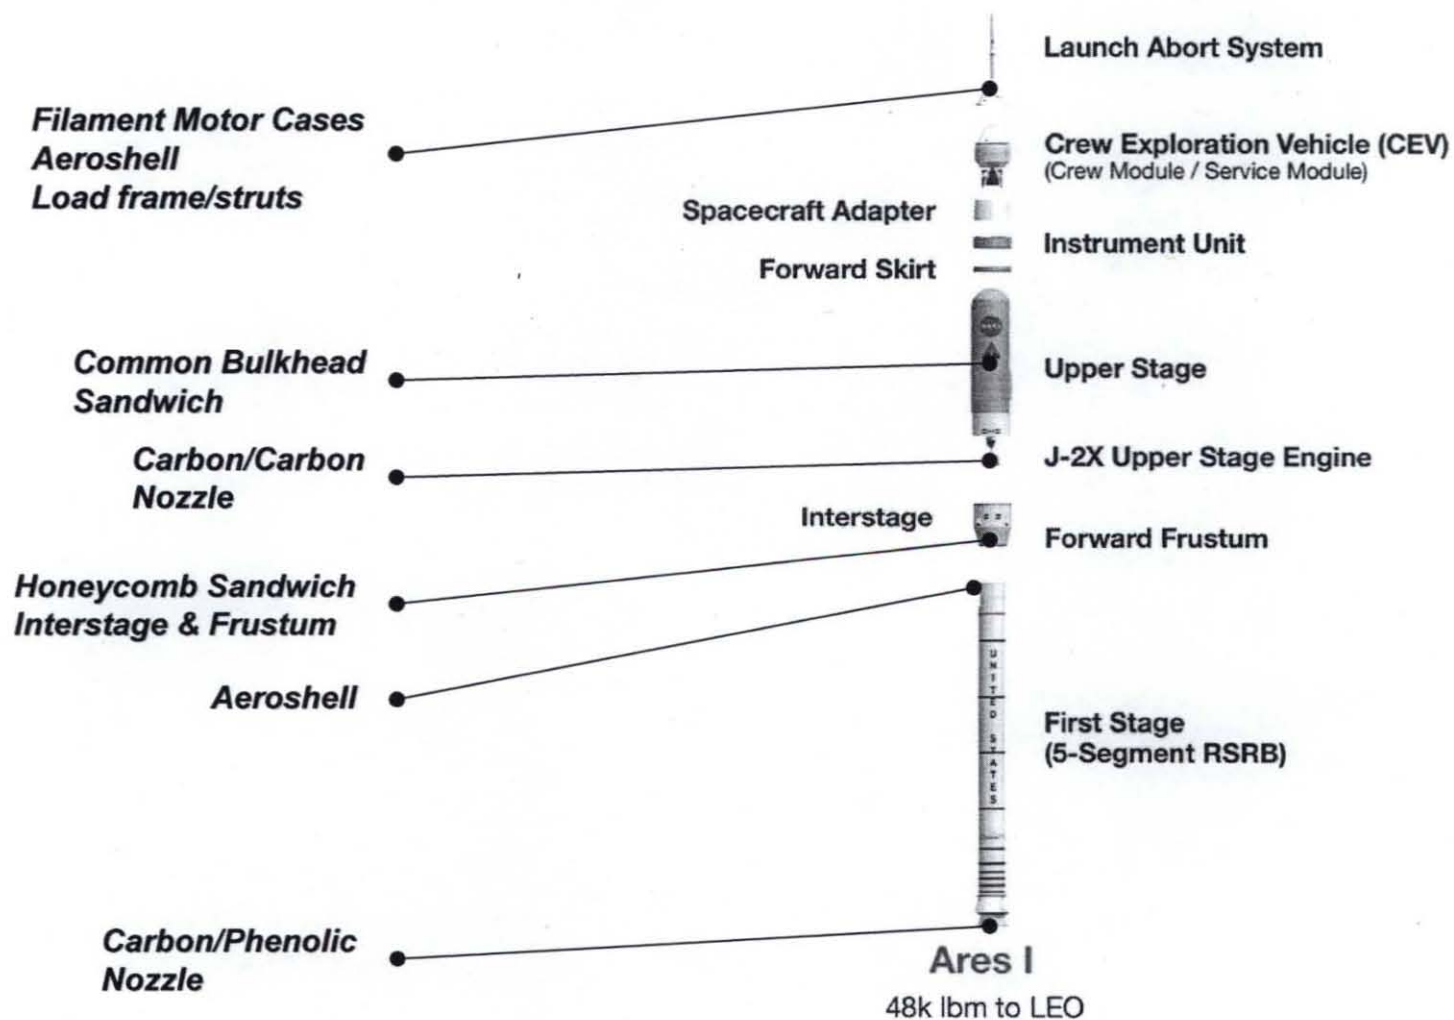 Launch Abort System
Filament Motor Cases
Aeroshell
Load frame/struts
Crew Exploration Vehicle (CEV)
(Crew Module / Service Module)
Spacecraft Adapter
Instrument Unit
Forward Skirt
Common Bulkhead
Sandwich
Upper Stage
Carbon/Carbon
Nozzle
J-2X Upper Stage Engine
Interstage
Forward Frustum
Honeycomb Sandwich
Interstage & Frustum
Aeroshell
UNITED STATES
First Stage
(5-Segment RSRB)
Carbon/Phenolic
Nozzle
Ares I
48k lbm to LEO